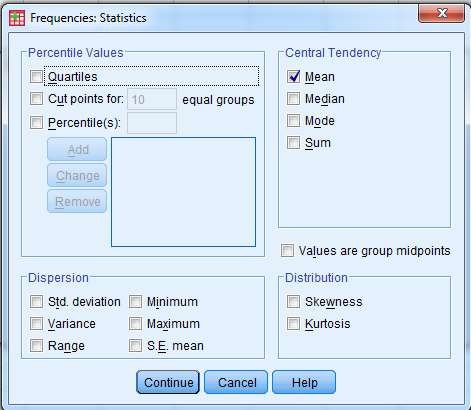 Frequencies: Statistics
Percentile Values
Quartiles
Cut points for: 10 equal groups
Percentile(s):
Add
Change
Remove
Central Tendency
Mean
Median
Mode
Sum
Values are group midpoints
Dispersion
Std. deviation Minimum
Variance Maximum
Range S.E. mean
Distribution
Skewness
Kurtosis
Continue Cancel Help